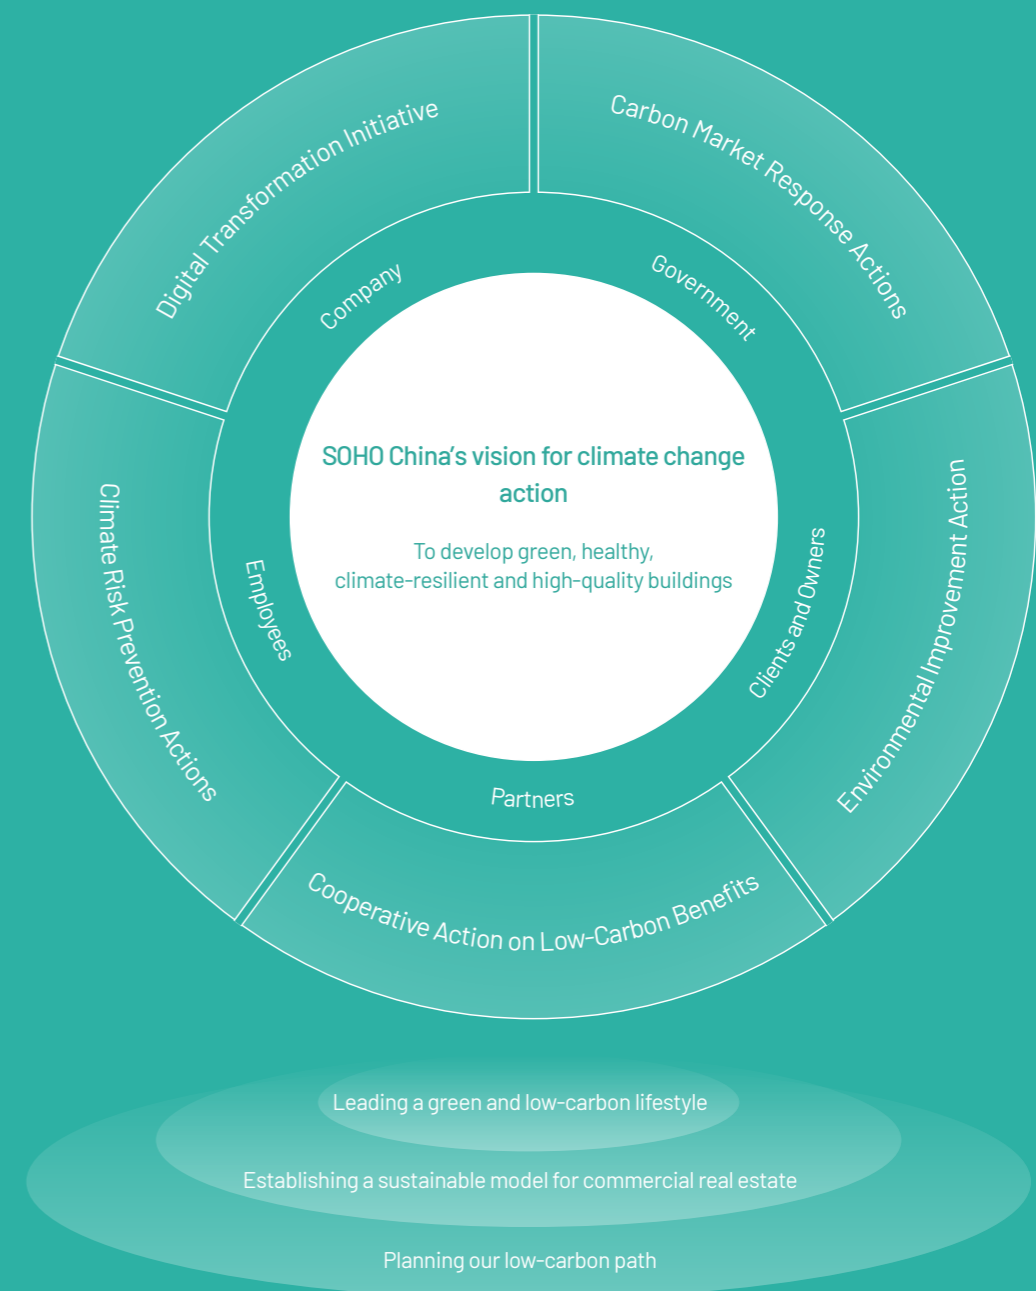 Digital Transformation Initiative
Carbon Market Response Actions
Company
Government
SOHO China’s vision for climate change
action
To develop green, healthy,
climate-resilient and high-quality buildings
Climate Risk Prevention Actions
Employees
Clients and Owners
Environmental Improvement Action
Partners
Cooperative Action on Low-Carbon Benefits
Leading a green and low-carbon lifestyle
Establishing a sustainable model for commercial real estate
Planning our low-carbon path